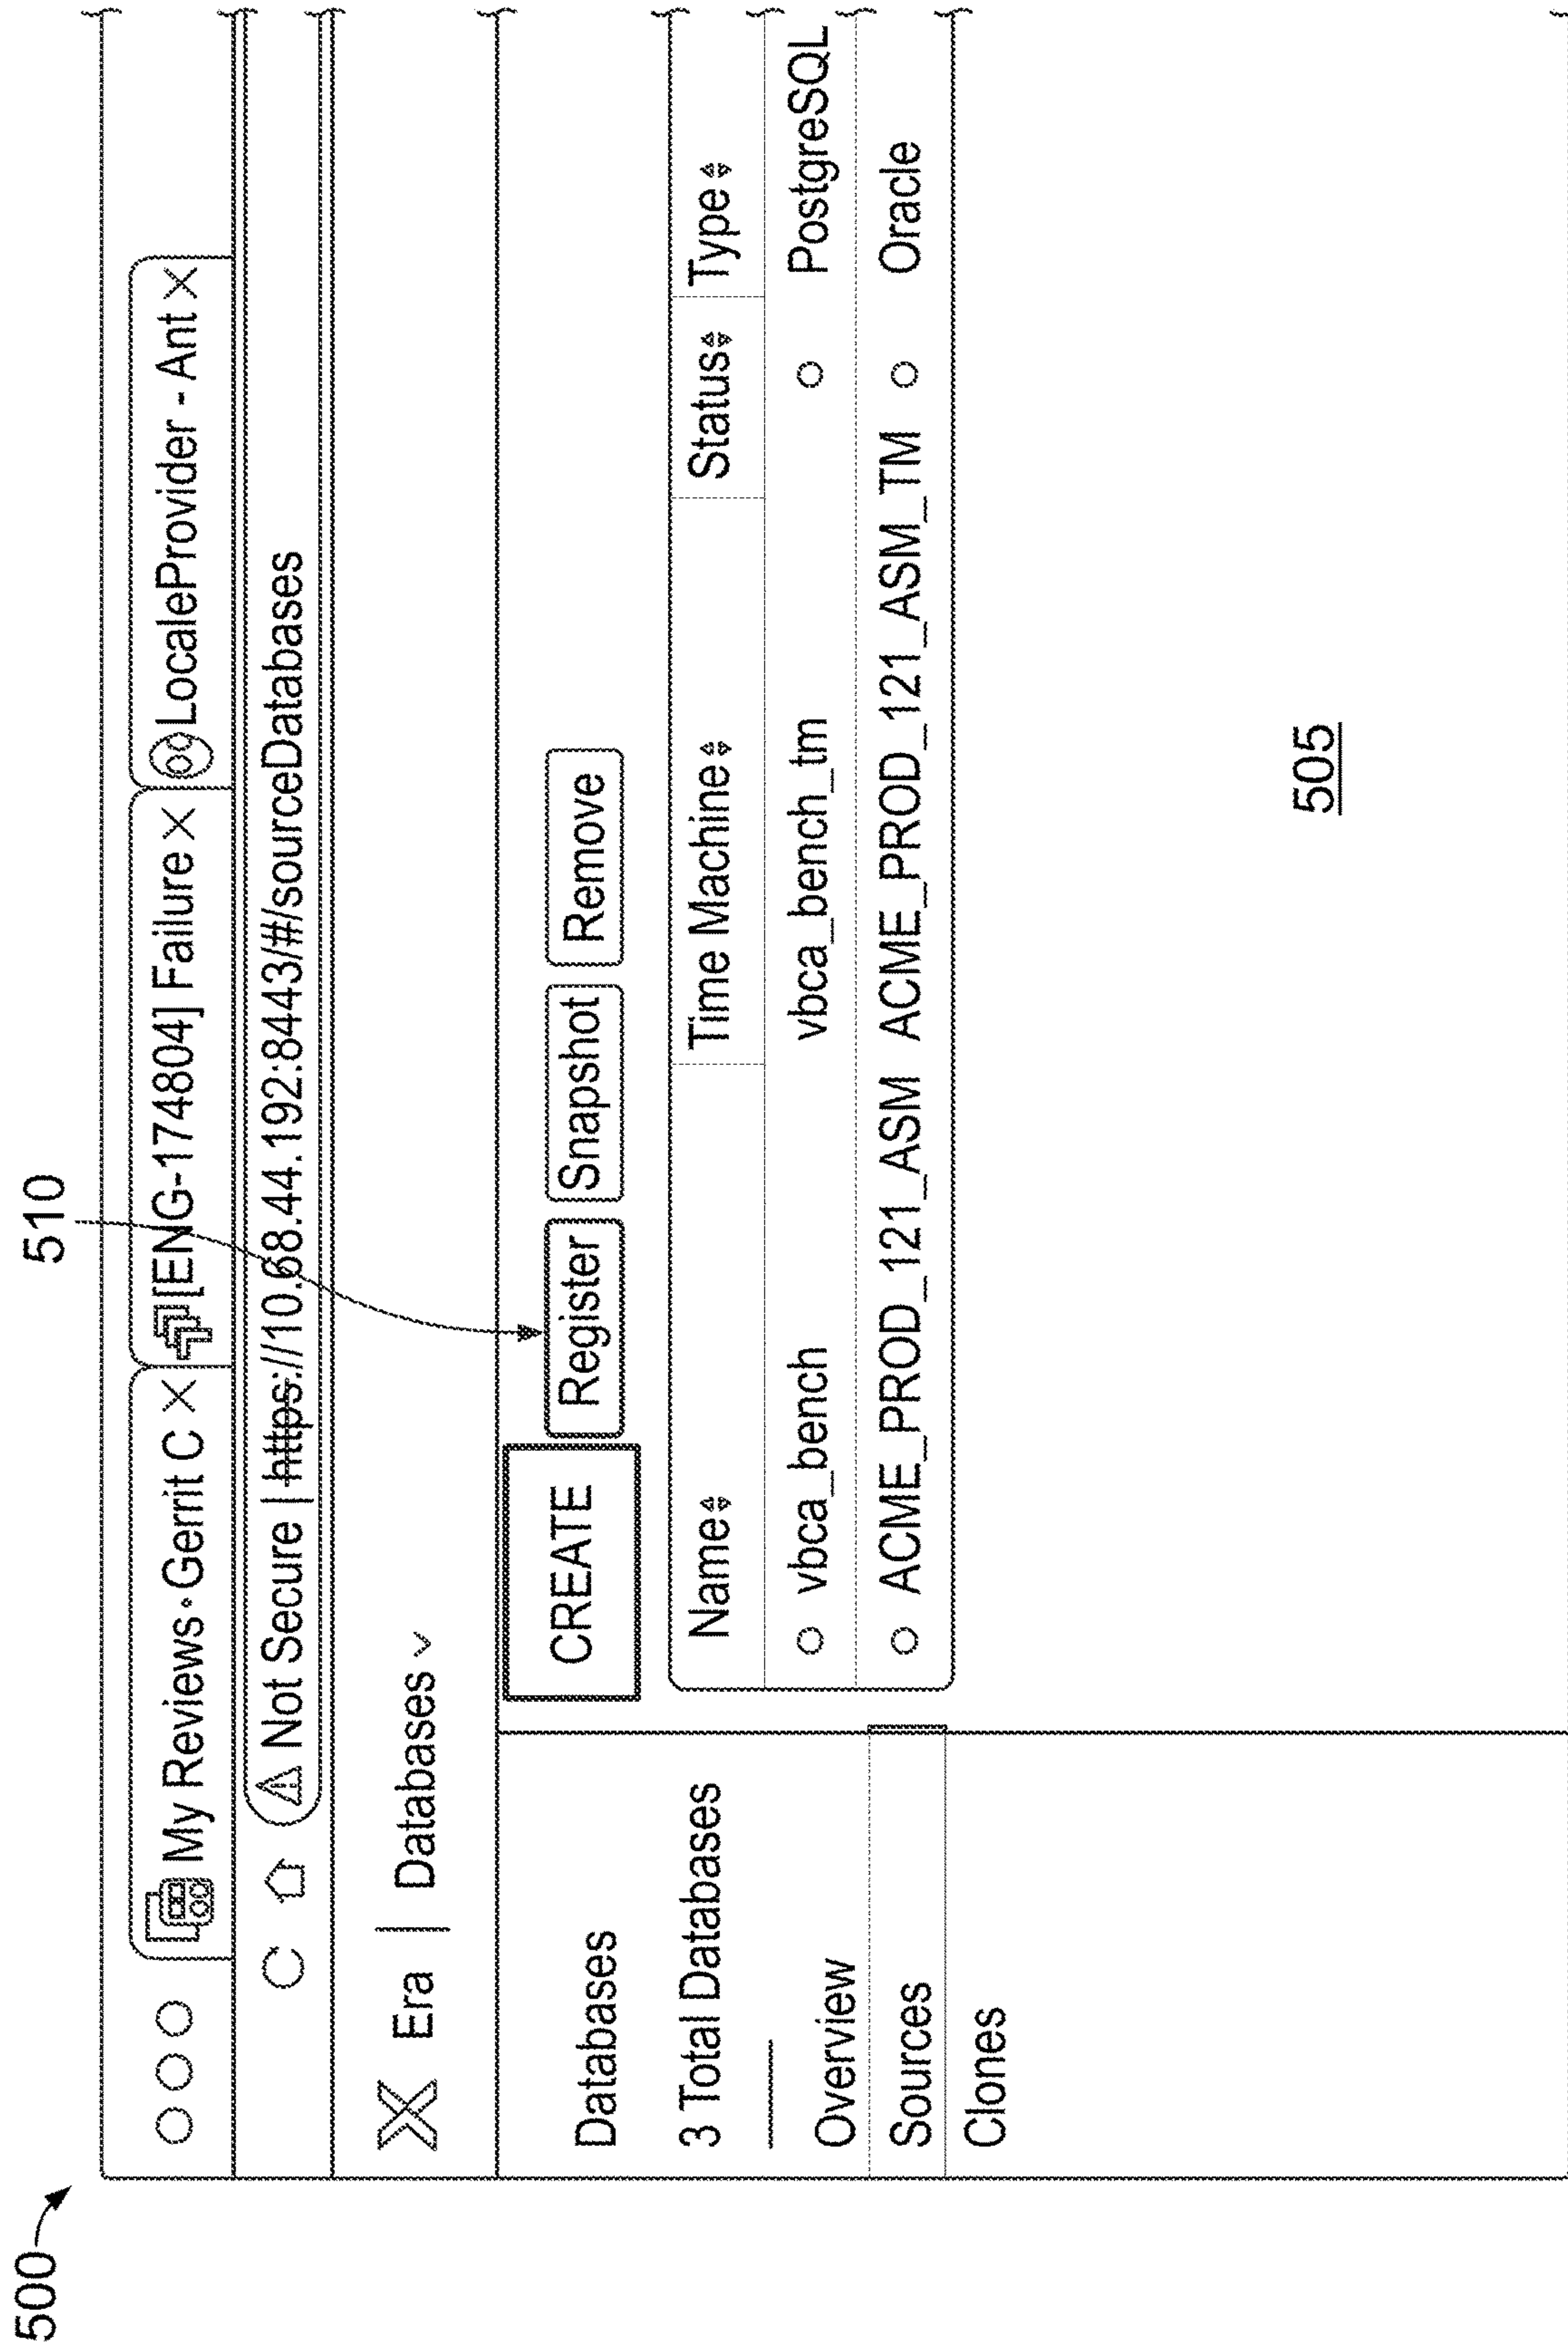 500
510
My Reviews·Gerrit C
[ENG-174804] Failure
LocaleProvider - Ant
Not Secure | https://10.68.44.192:8443/#/sourceDatabases
Era | Databases
Databases
3 Total Databases
Overview
Sources
Clones
CREATE Register Snapshot Remove
Name Time Machine Status Type
vbca_bench vbca_bench_tm PostgreSQL
ACME_PROD_121_ASM ACME_PROD_121_ASM_TM Oracle
505